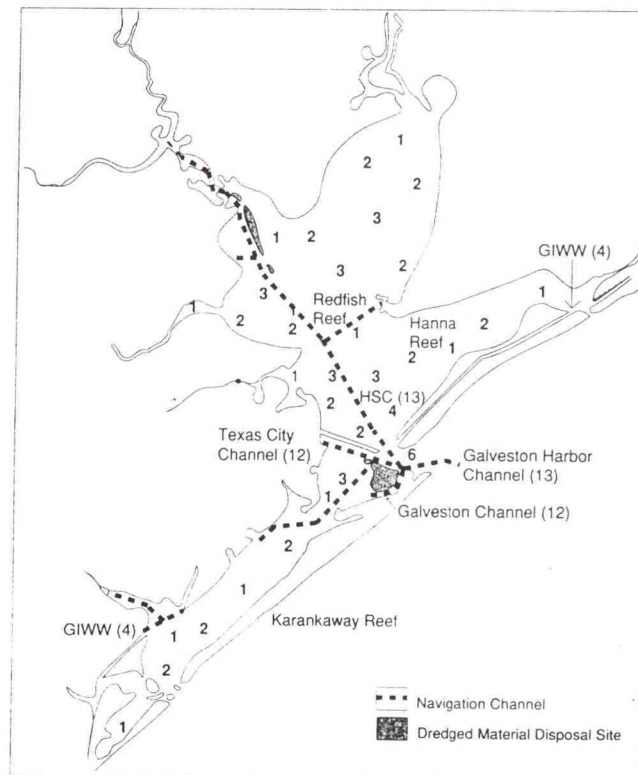 1
2
2
3
1
2
GIWW (4)
2
3
3
1
1
Redfish
Reef
1
Hanna
Reef
2
1
1
2
2
2
1
3
3
HSC (13)
2
4
2
Texas City
Channel (12)
6
Galveston Harbor
Channel (13)
3
1
Galveston Channel (12)
2
1
Karankaway Reef
GIWW (4)
1
2
2
1
Navigation Channel
Dredged Material Disposal Site